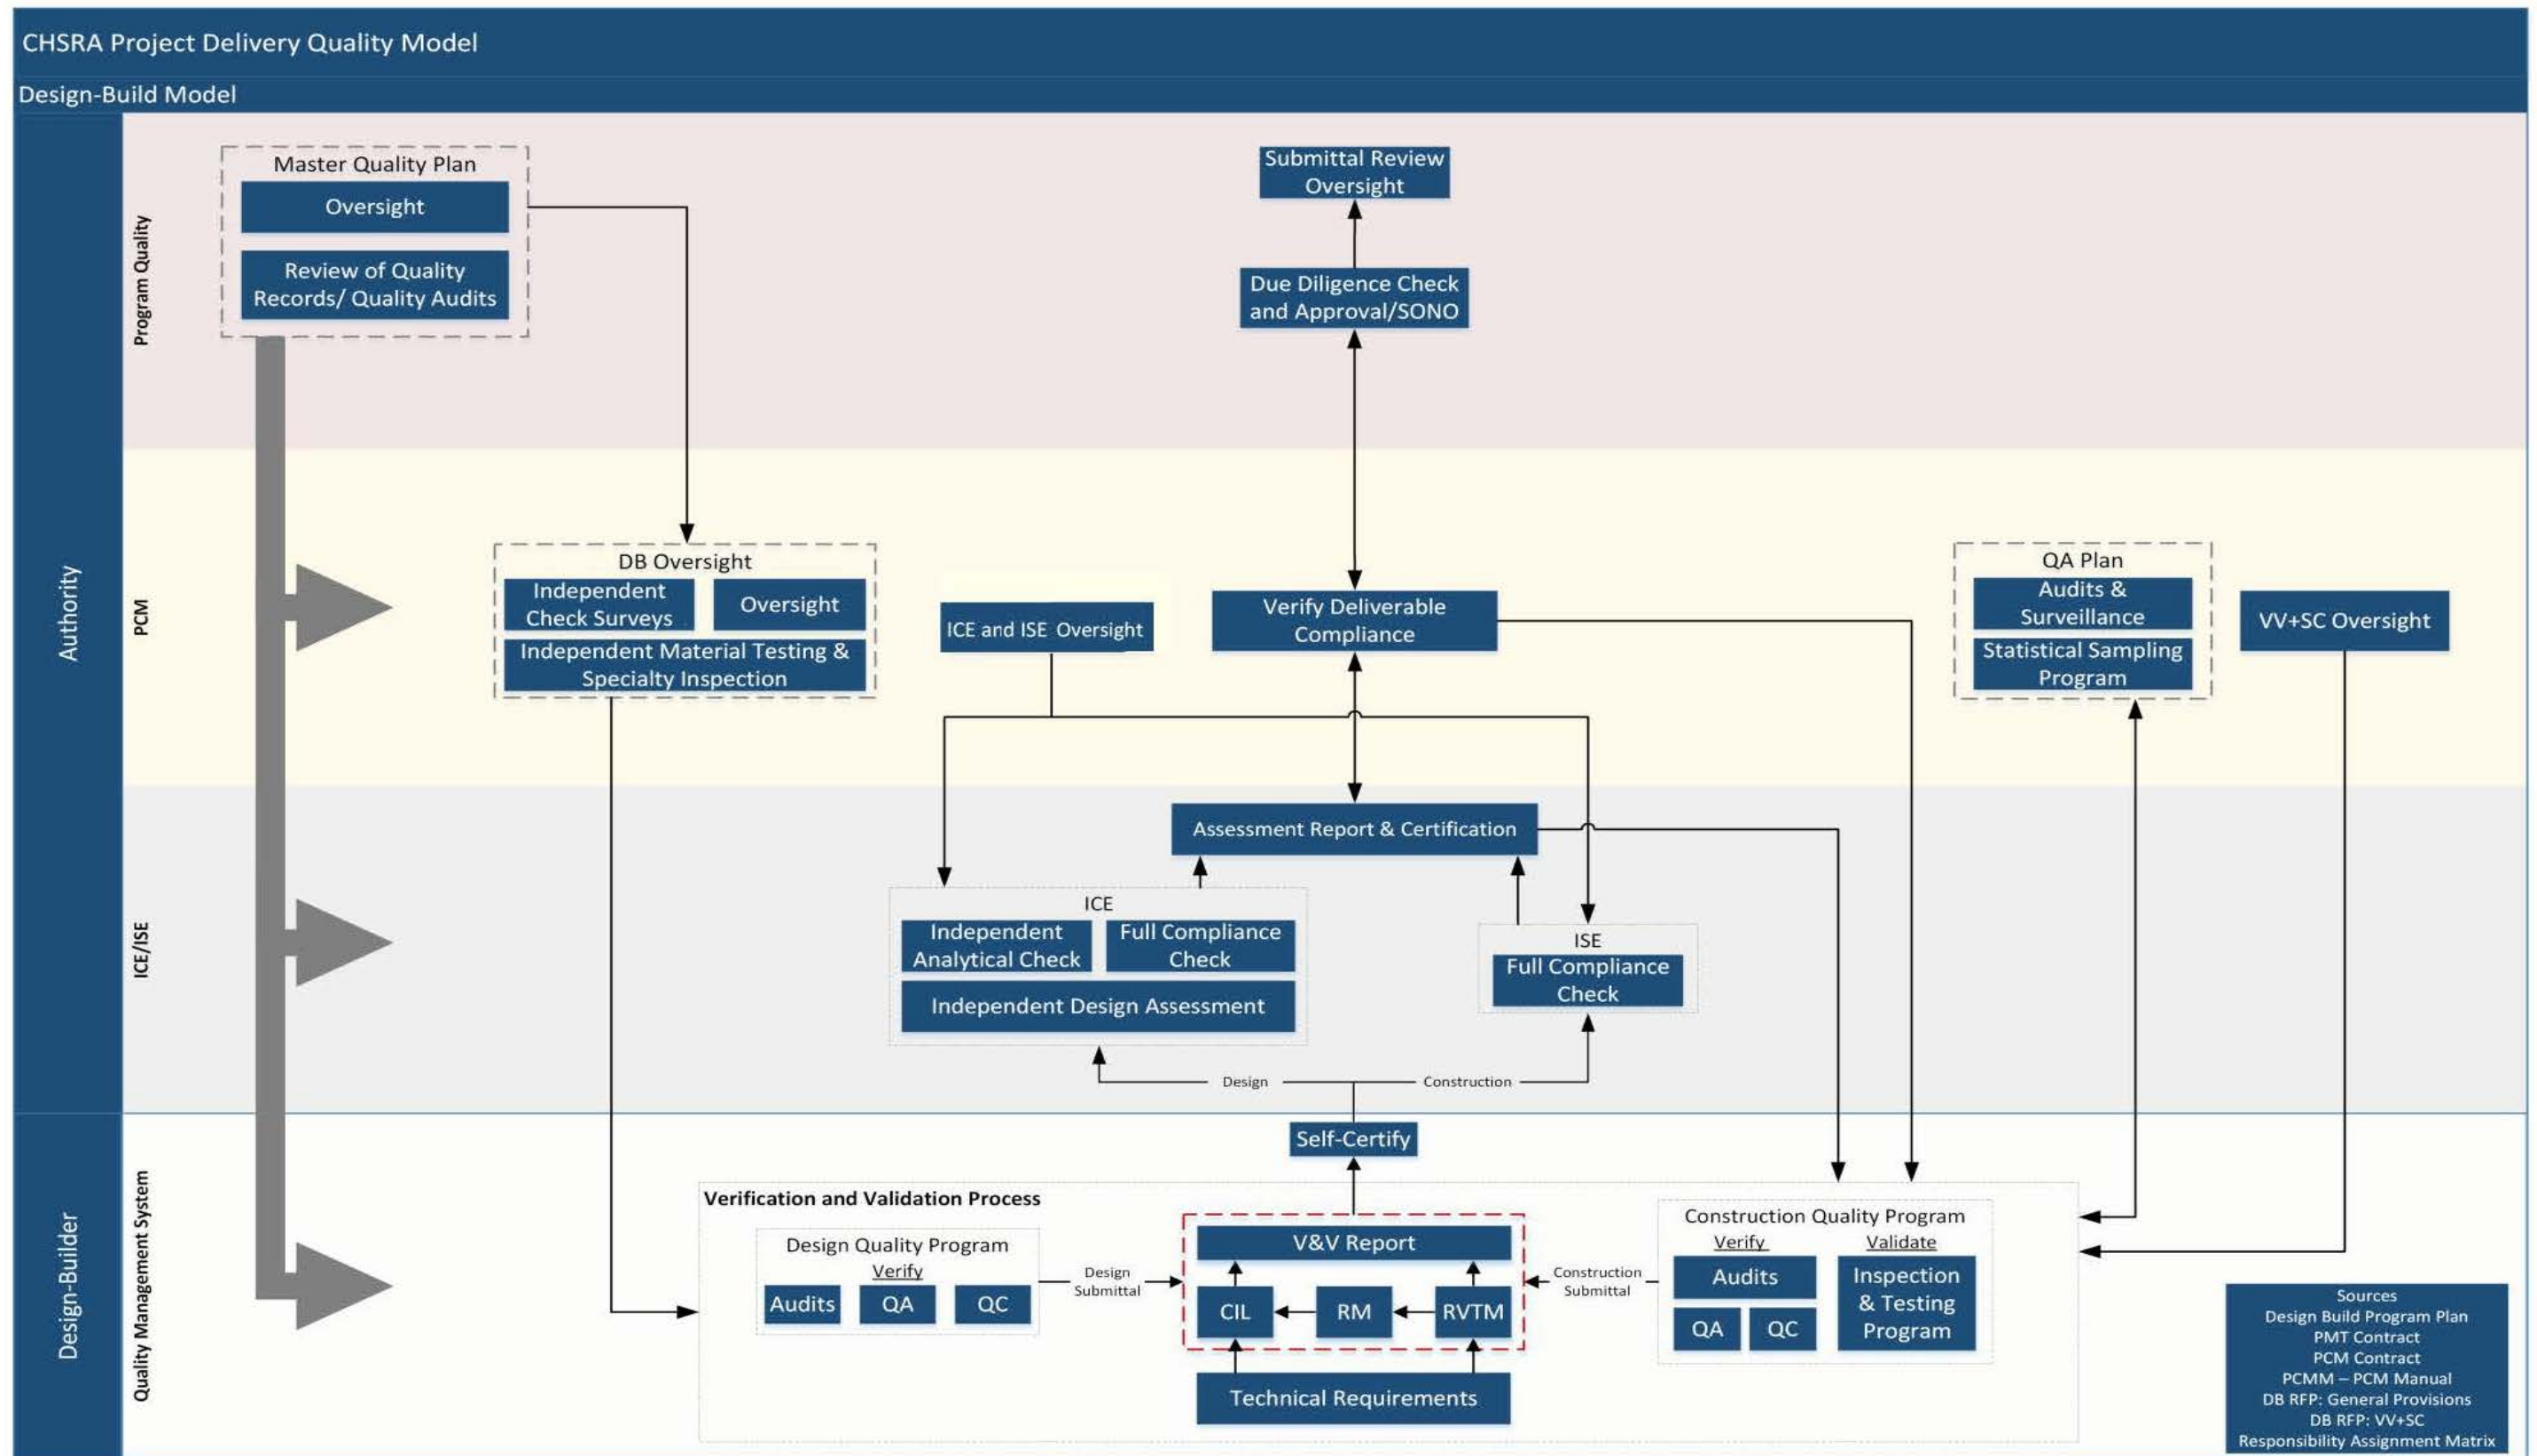 CHSRA Project Delivery Quality Model
Design-Build Model
Authority
Program Quality
Master Quality Plan
Oversight
Review of Quality
Records/ Quality Audits
Submittal Review
Oversight
Due Diligence Check
and Approval/SONO
PCM
DB Oversight
Independent
Check Surveys
Oversight
Independent Material Testing &
Specialty Inspection
ICE and ISE Oversight
Verify Deliverable
Compliance
QA Plan
Audits &
Surveillance
Statistical Sampling
Program
VV+SC Oversight
ICE/ISE
Assessment Report & Certification
ICE
Independent
Analytical Check
Full Compliance
Check
Independent Design Assessment
ISE
Full Compliance
Check
Design
Construction
Design-Builder
Quality Management System
Self-Certify
Verification and Validation Process
Design Quality Program
Verify
Audits
QA
QC
Design
Submittal
V&V Report
CIL
RM
RVTM
Technical Requirements
Construction
Submittal
Construction Quality Program
Verify
Validate
Audits
QA
QC
Inspection
& Testing
Program
Sources
Design Build Program Plan
PMT Contract
PCM Contract
PCMM – PCM Manual
DB RFP: General Provisions
DB RFP: VV+SC
Responsibility Assignment Matrix